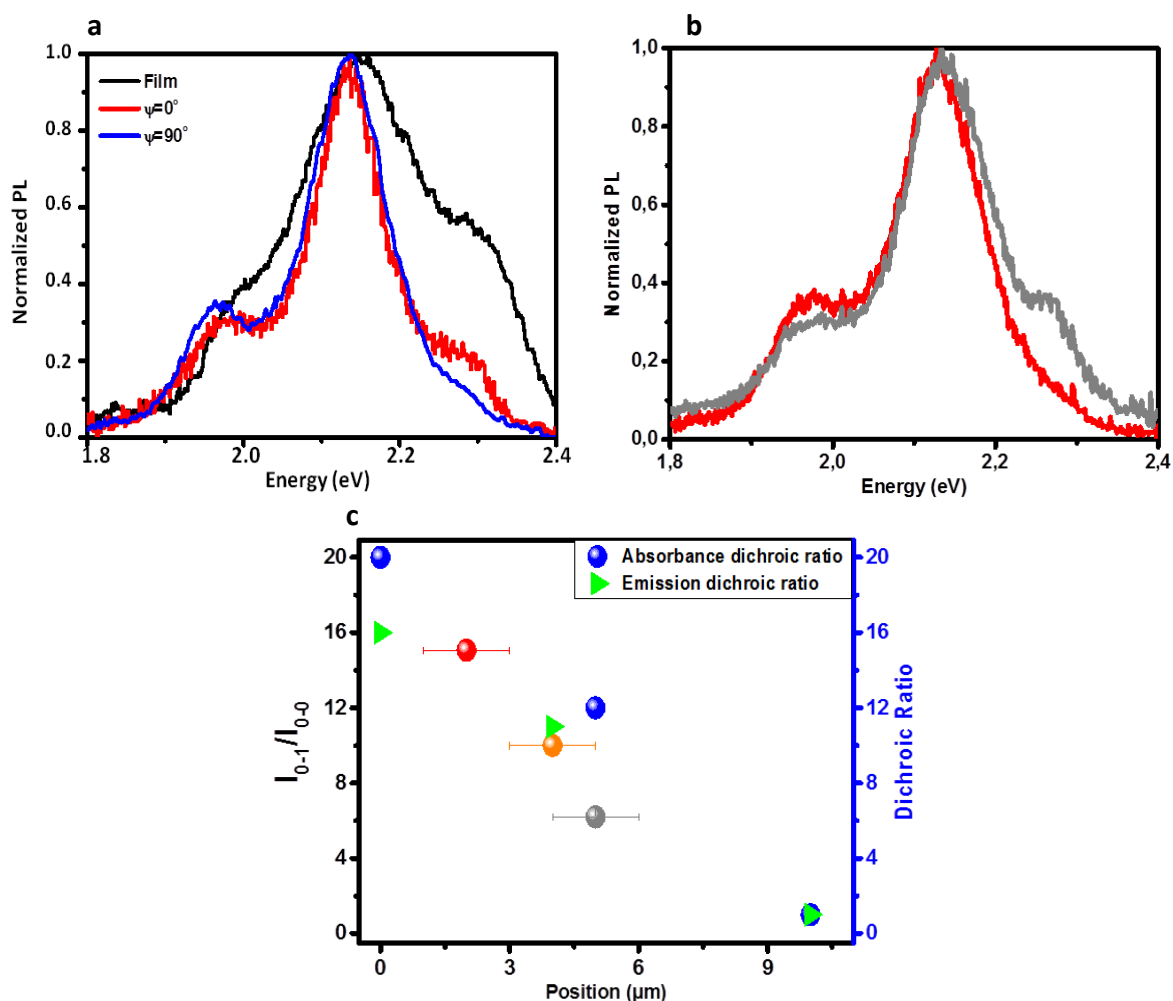 a
Normalized PL
1.0
0.8
0.6
0.4
0.2
0.0
Film
ψ=0°
ψ=90°
1.8
2.0
2.2
2.4
Energy (eV)
b
Normalized PL
1,0
0,8
0,6
0,4
0,2
0,0
1,8
2,0
2,2
2,4
Energy (eV)
c
I0-1/I0-0
20
16
12
8
4
0
Absorbance dichroic ratio
Emission dichroic ratio
20
16
12
8
4
0
Dichroic Ratio
0
3
6
9
Position (μm)